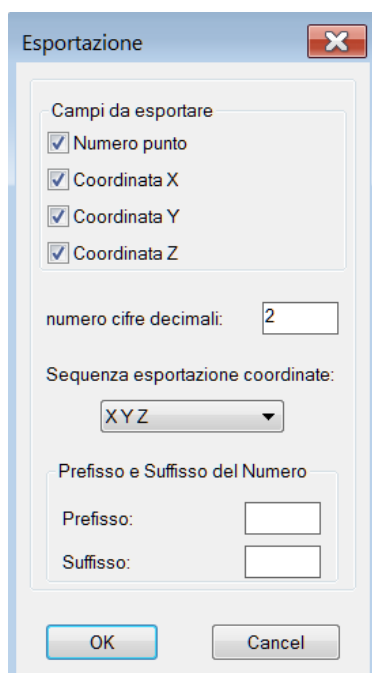 Esportazione
Campi da esportare
Numero punto
Coordinata X
Coordinata Y
Coordinata Z
numero cifre decimali: 2
Sequenza esportazione coordinate:
X Y Z
Prefisso e Suffisso del Numero
Prefisso:
Suffisso:
OK Cancel